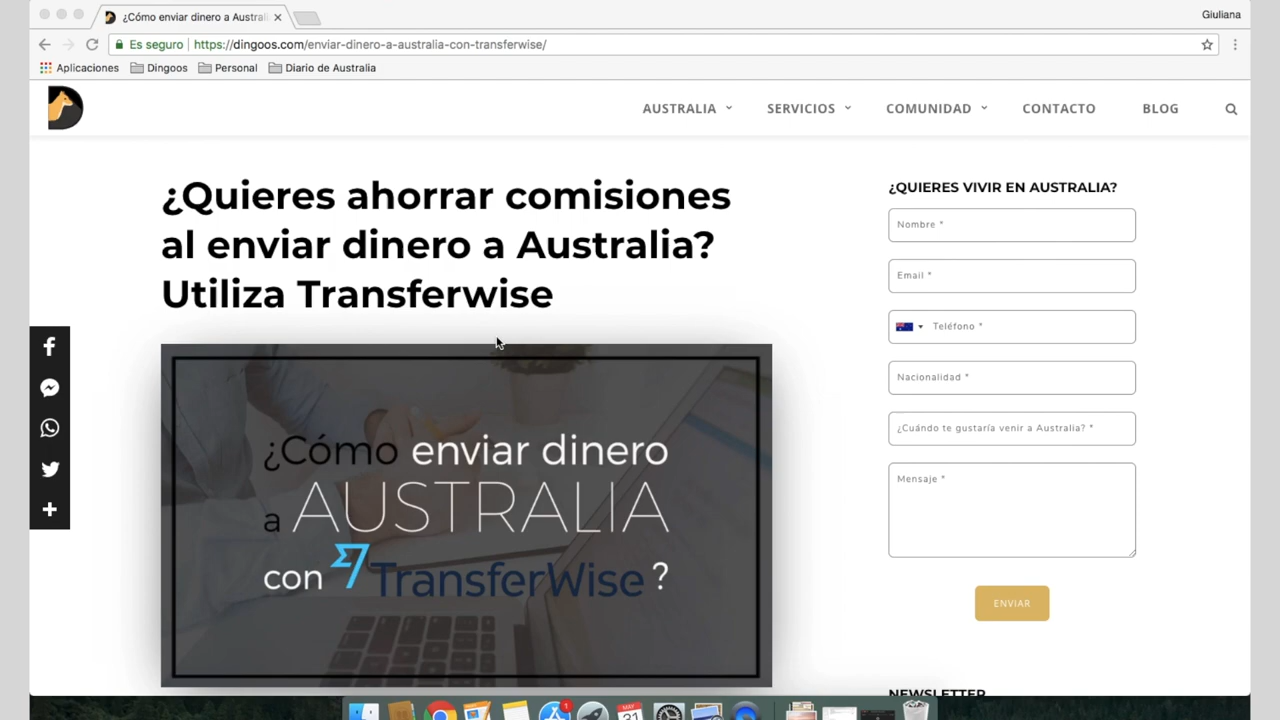 ¿Cómo enviar dinero a Austral
Giuliana
Es seguro
https://dingoos.com/enviar-dinero-a-australia-con-transferwise/
Aplicaciones
Dingoos
Personal
Diario de Australia
AUSTRALIA
SERVICIOS
COMUNIDAD
CONTACTO
BLOG
¿Quieres ahorrar comisiones
al enviar dinero a Australia?
Utiliza Transferwise
¿Cómo enviar dinero
a AUSTRALIA
con TransferWise ?
¿QUIERES VIVIR EN AUSTRALIA?
Nombre *
Email *
Teléfono *
Nacionalidad *
¿Cuándo te gustaría venir a Australia? *
Mensaje *
ENVIAR
NEWSLETTER
MAY
31
1